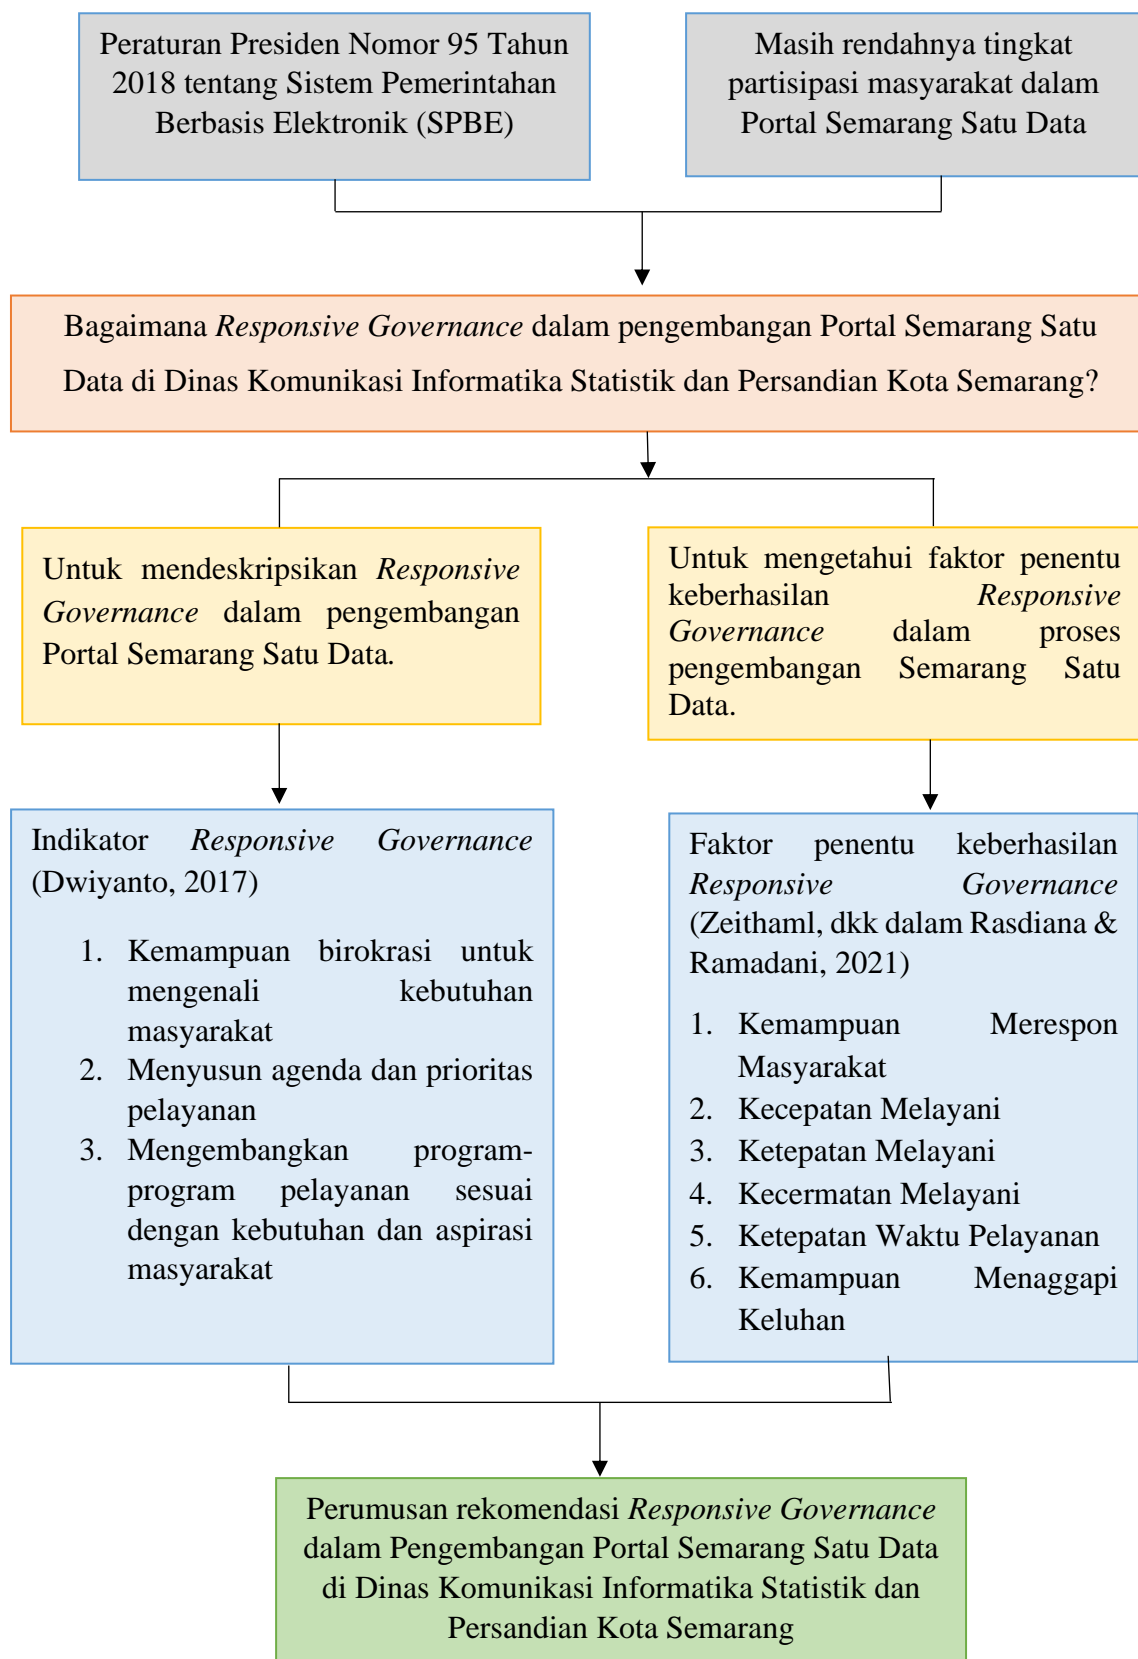 Peraturan Presiden Nomor 95 Tahun
2018 tentang Sistem Pemerintahan
Berbasis Elektronik (SPBE)
Masih rendahnya tingkat
partisipasi masyarakat dalam
Portal Semarang Satu Data
Bagaimana Responsive Governance dalam pengembangan Portal Semarang Satu
Data di Dinas Komunikasi Informatika Statistik dan Persandian Kota Semarang?
Untuk mendeskripsikan Responsive
Governance dalam pengembangan
Portal Semarang Satu Data.
Untuk mengetahui faktor penentu
keberhasilan Responsive
Governance dalam proses
pengembangan Semarang Satu
Data.
Indikator Responsive Governance
(Dwiyanto, 2017)
1. Kemampuan birokrasi untuk
mengenali kebutuhan
masyarakat
2. Menyusun agenda dan prioritas
pelayanan
3. Mengembangkan program-
program pelayanan sesuai
dengan kebutuhan dan aspirasi
masyarakat
Faktor penentu keberhasilan
Responsive Governance
(Zeithaml, dkk dalam Rasdiana &
Ramadani, 2021)
1. Kemampuan Merespon
Masyarakat
2. Kecepatan Melayani
3. Ketepatan Melayani
4. Kecermatan Melayani
5. Ketepatan Waktu Pelayanan
6. Kemampuan Menaggapi
Keluhan
Perumusan rekomendasi Responsive Governance
dalam Pengembangan Portal Semarang Satu Data
di Dinas Komunikasi Informatika Statistik dan
Persandian Kota Semarang